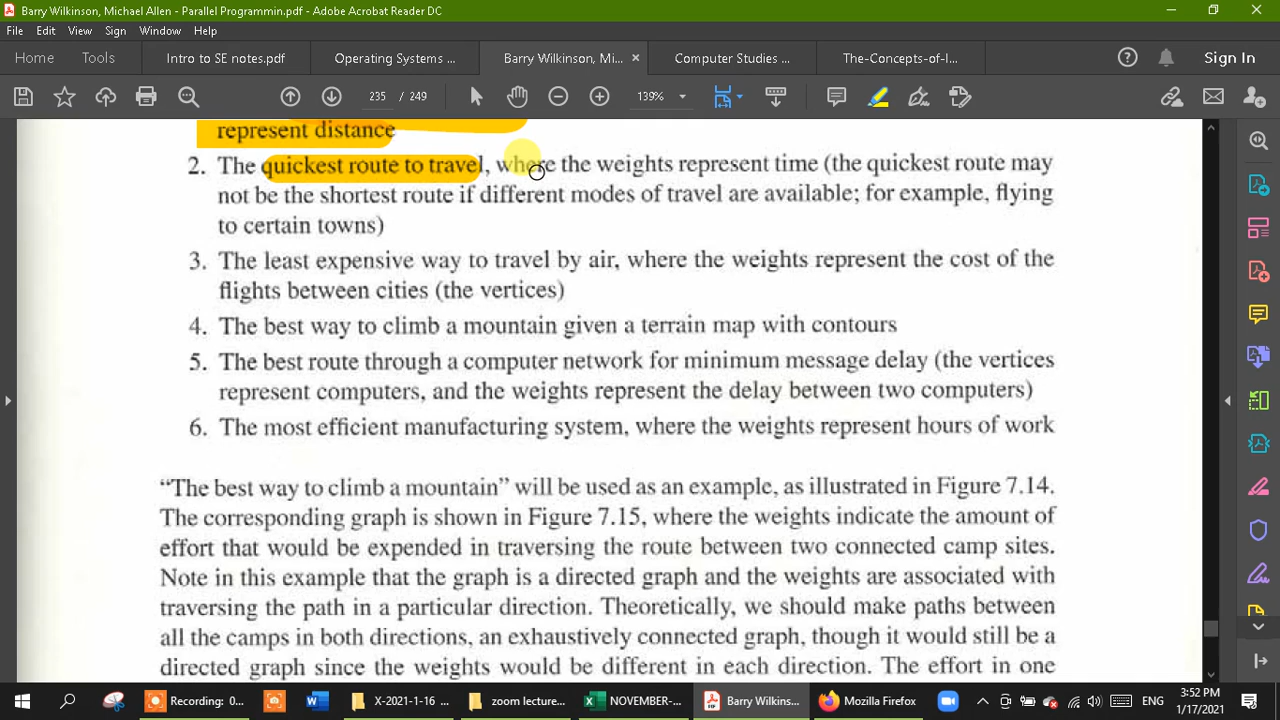 Barry Wilkinson, Michael Allen - Parallel Programmin.pdf - Adobe Acrobat Reader DC
File Edit View Sign Window Help
Home Tools Intro to SE notes.pdf Operating Systems ... Barry Wilkinson, Mi... × Computer Studies ... The-Concepts-of-I... Sign In
235 / 249 139%
represent distance
2. The quickest route to travel, where the weights represent time (the quickest route may
not be the shortest route if different modes of travel are available; for example, flying
to certain towns)
3. The least expensive way to travel by air, where the weights represent the cost of the
flights between cities (the vertices)
4. The best way to climb a mountain given a terrain map with contours
5. The best route through a computer network for minimum message delay (the vertices
represent computers, and the weights represent the delay between two computers)
6. The most efficient manufacturing system, where the weights represent hours of work
“The best way to climb a mountain” will be used as an example, as illustrated in Figure 7.14.
The corresponding graph is shown in Figure 7.15, where the weights indicate the amount of
effort that would be expended in traversing the route between two connected camp sites.
Note in this example that the graph is a directed graph and the weights are associated with
traversing the path in a particular direction. Theoretically, we should make paths between
all the camps in both directions, an exhaustively connected graph, though it would still be a
directed graph since the weights would be different in each direction. The effort in one
Recording: 0... X-2021-1-16 zoom lecture... NOVEMBER-... Barry Wilkins... Mozilla Firefox ENG 3:52 PM
1/17/2021